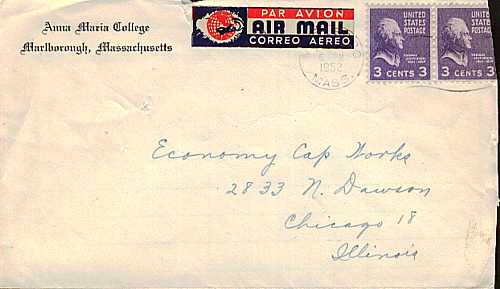 Anna Maria College
Marlborough, Massachusetts
PAR AVION
AIR MAIL
CORREO AEREO
1952
MASS.
UNITED STATES POSTAGE
3 CENTS 3
UNITED STATES POSTAGE
3 CENTS 3
Economy Cap Works
2833 N. Dawson
Chicago 18
Illinois